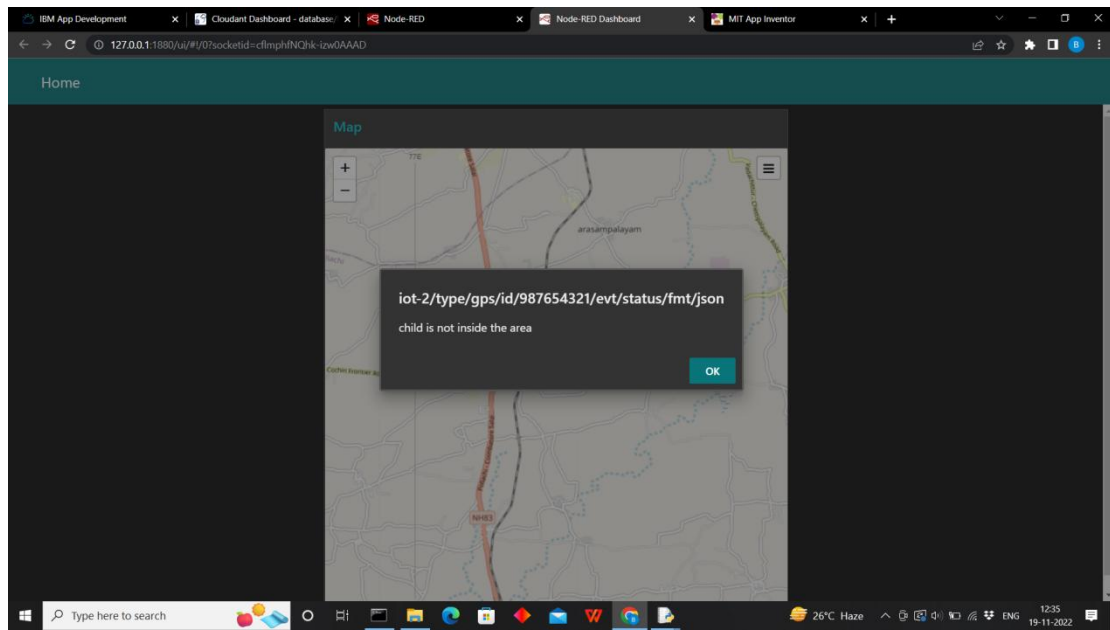 IBM App Development
Cloudant Dashboard - database/
Node-RED
Node-RED Dashboard
MIT App Inventor
127.0.0.1:1880/ui/#!/0?socketid=cflmphfNQhk-izw0AAAD
B
Home
Map
+
−
77E
arasampalayam
iot-2/type/gps/id/987654321/evt/status/fmt/json
child is not inside the area
OK
NH83
Type here to search
26°C Haze
ENG
12:35
19-11-2022